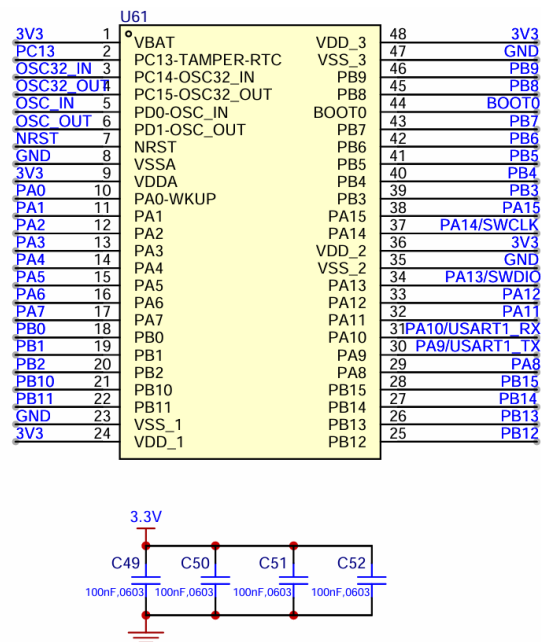 U61
3V3 1 VBAT VDD_3 48 3V3
PC13 2 PC13-TAMPER-RTC VSS_3 47 GND
OSC32_IN 3 PC14-OSC32_IN PB9 46 PB9
OSC32_OUT 4 PC15-OSC32_OUT PB8 45 PB8
OSC_IN 5 PD0-OSC_IN BOOT0 44 BOOT0
OSC_OUT 6 PD1-OSC_OUT PB7 43 PB7
NRST 7 NRST PB6 42 PB6
GND 8 VSSA PB5 41 PB5
3V3 9 VDDA PB4 40 PB4
PA0 10 PA0-WKUP PB3 39 PB3
PA1 11 PA1 PA15 38 PA15
PA2 12 PA2 PA14 37 PA14/SWCLK
PA3 13 PA3 VDD_2 36 3V3
PA4 14 PA4 VSS_2 35 GND
PA5 15 PA5 PA13 34 PA13/SWDIO
PA6 16 PA6 PA12 33 PA12
PA7 17 PA7 PA11 32 PA11
PB0 18 PB0 PA10 31 PA10/USART1_RX
PB1 19 PB1 PA9 30 PA9/USART1_TX
PB2 20 PB2 PA8 29 PA8
PB10 21 PB10 PB15 28 PB15
PB11 22 PB11 PB14 27 PB14
GND 23 VSS_1 PB13 26 PB13
3V3 24 VDD_1 PB12 25 PB12
3.3V
C49 C50 C51 C52
100nF,0603 100nF,0603 100nF,0603 100nF,0603